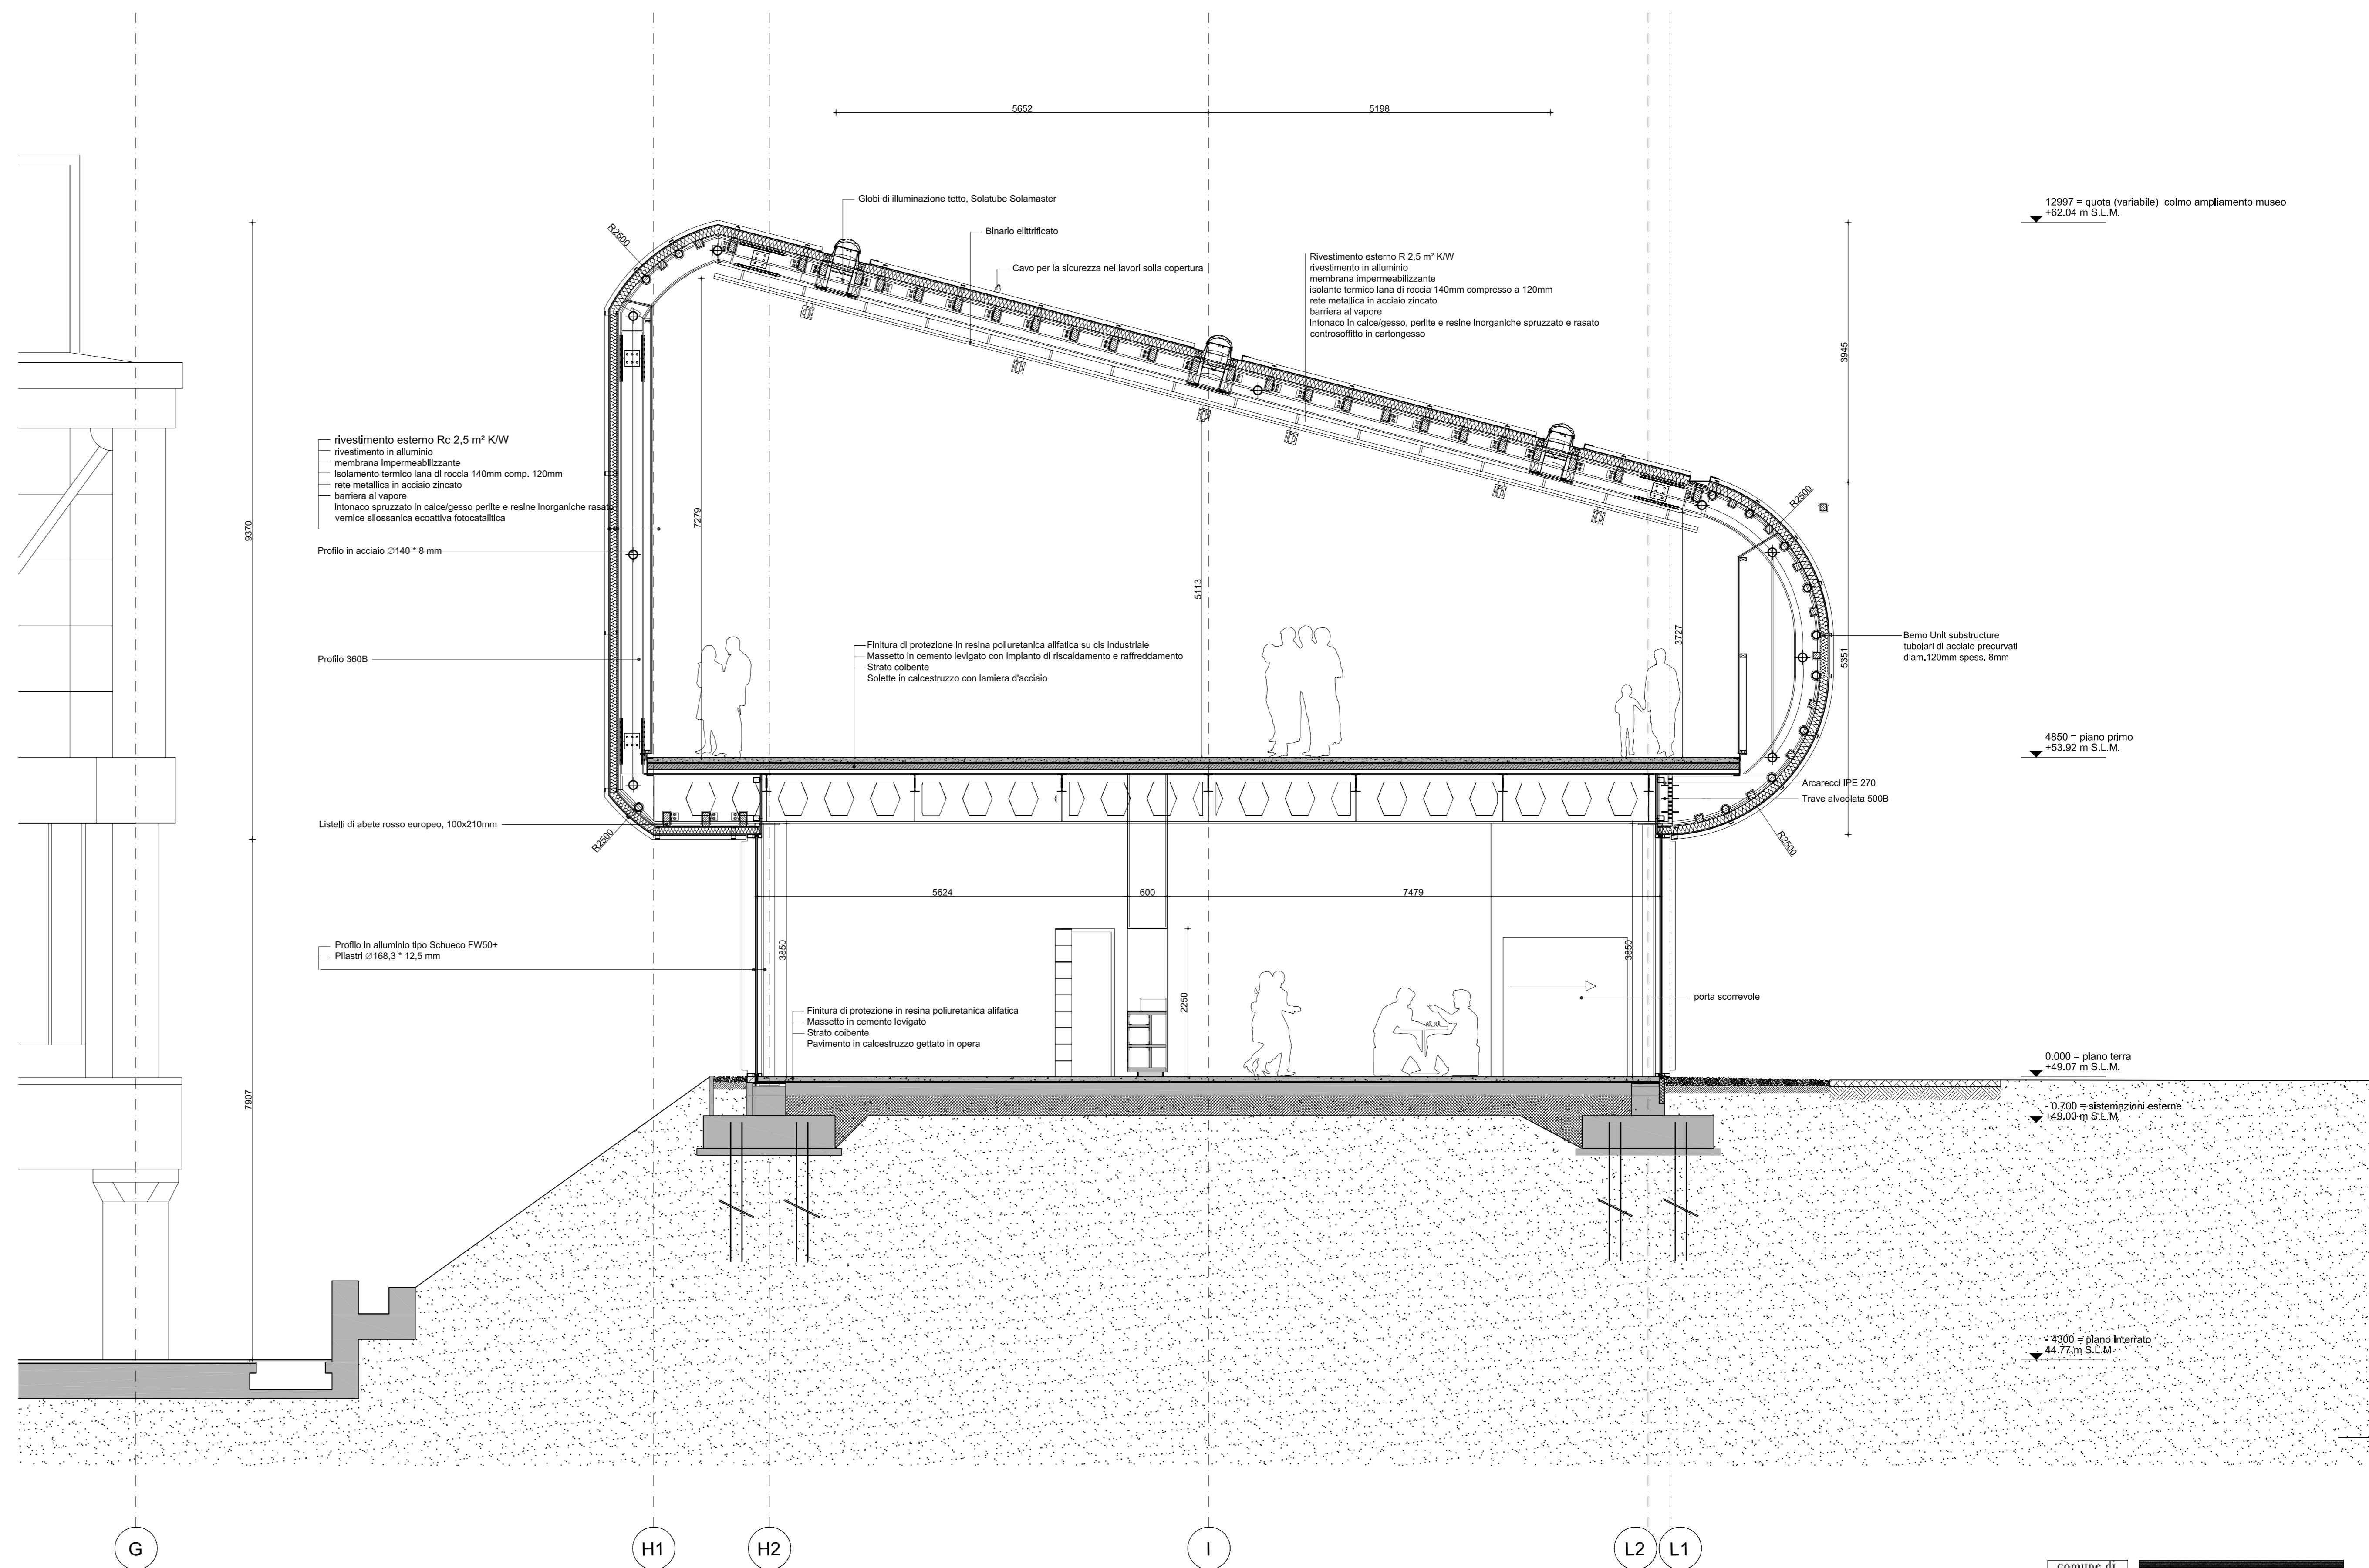 5652
5198
Globi di illuminazione tetto, Solatube Solamaster
12997 = quota (variabile) colmo ampliamento museo
+62.04 m S.L.M.
R2500
Binario elittrificato
Cavo per la sicurezza nei lavori solla copertura
Rivestimento esterno R 2,5 m² K/W
rivestimento in alluminio
membrana impermeabilizzante
isolante termico lana di roccia 140mm compresso a 120mm
rete metallica in acciaio zincato
barriera al vapore
intonaco in calce/gesso, perlite e resine inorganiche spruzzato e rasato
controsoffitto in cartongesso
3945
rivestimento esterno Rc 2,5 m² K/W
rivestimento in alluminio
membrana impermeabilizzante
isolamento termico lana di roccia 140mm comp. 120mm
rete metallica in acciaio zincato
barriera al vapore
intonaco spruzzato in calce/gesso perlite e resine inorganiche rasato
vernice silossanica ecoattiva fotocatalitica
R2500
7279
9370
Profilo in acciaio ∅140 * 8 mm
5113
3727
5351
Bemo Unit substructure
tubolari di acciaio precurvati
diam.120mm spess. 8mm
Profilo 360B
Finitura di protezione in resina poliuretanica alifatica su cls industriale
Massetto in cemento levigato con impianto di riscaldamento e raffreddamento
Strato coibente
Solette in calcestruzzo con lamiera d'acciaio
4850 = piano primo
+53.92 m S.L.M.
Arcarecci IPE 270
Trave alveolata 500B
Listelli di abete rosso europeo, 100x210mm
R2500
R2500
5624
600
7479
Profilo in alluminio tipo Schueco FW50+
Pilastri ∅168,3 * 12,5 mm
3850
3850
2250
porta scorrevole
Finitura di protezione in resina poliuretanica alifatica
Massetto in cemento levigato
Strato coibente
Pavimento in calcestruzzo gettato in opera
0.000 = piano terra
+49.07 m S.L.M.
7907
- 0.700 = sistemazioni esterne
+49.00 m S.L.M.
- 4300 = piano interrato
44.77 m S.L.M
G
H1
H2
I
L2
L1
comune di